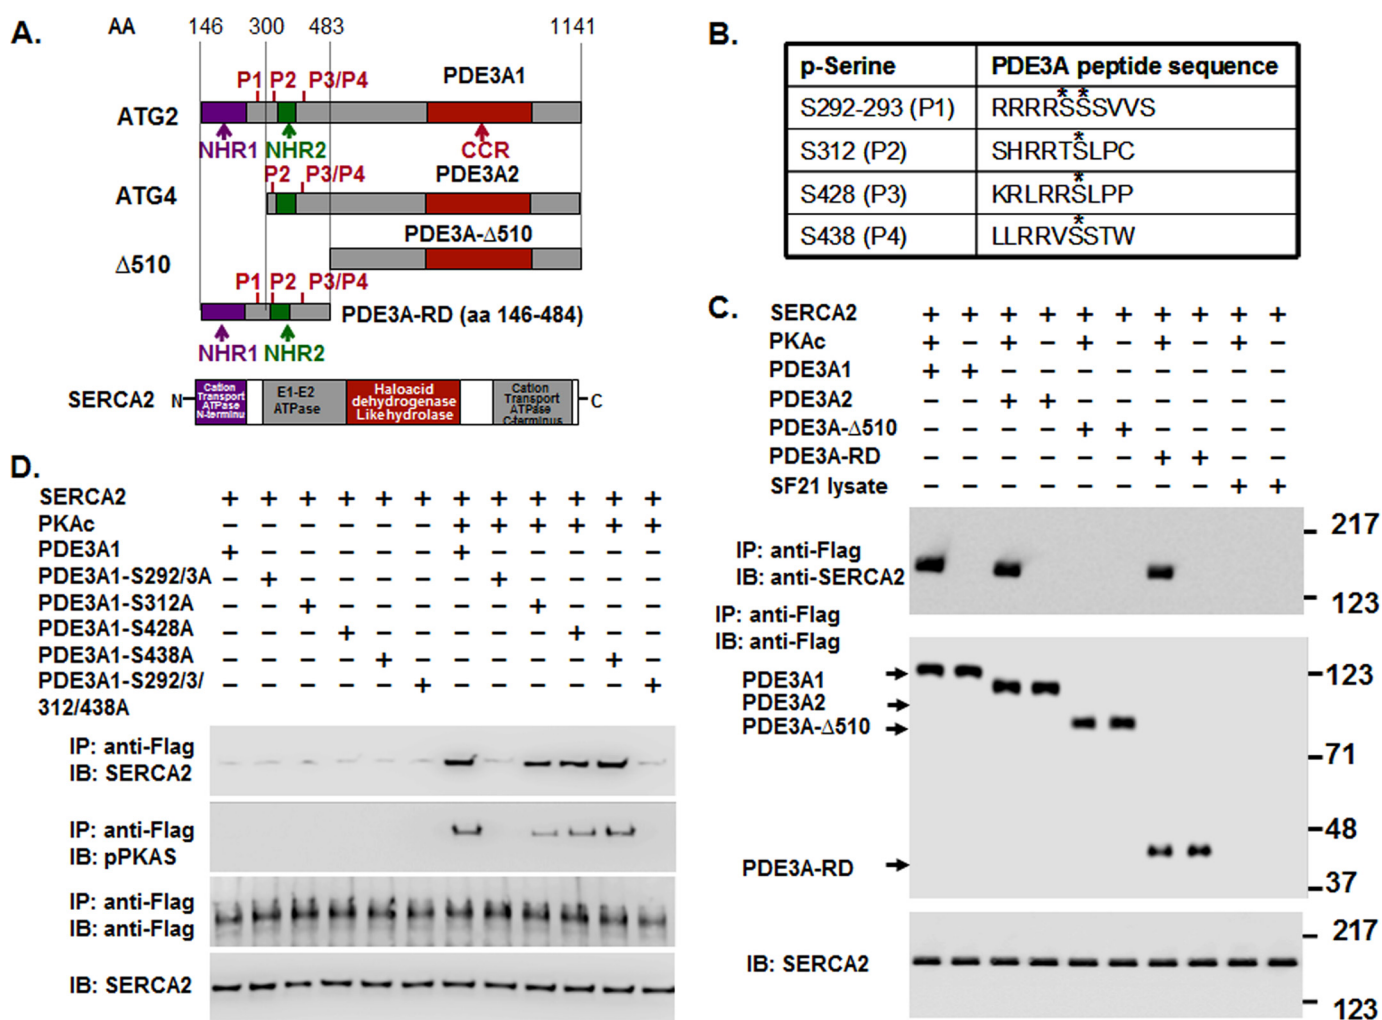 A.
AA 146 300 483 1141
P1 P2 P3/P4 PDE3A1
ATG2
NHR1 NHR2 CCR
P2 P3/P4 PDE3A2
ATG4
PDE3A-Δ510
Δ510
P1 P2 P3/P4
PDE3A-RD (aa 146-484)
NHR1 NHR2
SERCA2 N C
Cation
Transport
ATPase
N-terminu
E1-E2
ATPase
Haloacid
dehydrogenase
Like hydrolase
Cation
Transport
ATPase
C-terminus
B.
p-Serine PDE3A peptide sequence
* *
S292-293 (P1) RRRRSSSVVS
*
S312 (P2) SHRRTSLPC
*
S428 (P3) KRLRRSLPP
*
S438 (P4) LLRRVSSTW
C.
SERCA2 + + + + + + + + + +
PKAc + − + − + − + − + −
PDE3A1 + + − − − − − − − −
PDE3A2 − − + + − − − − − −
PDE3A-Δ510 − − − − + + − − − −
PDE3A-RD − − − − − − + + − −
SF21 lysate − − − − − − − − + +
IP: anti-Flag
IB: anti-SERCA2
217
123
IP: anti-Flag
IB: anti-Flag
PDE3A1
PDE3A2
PDE3A-Δ510
PDE3A-RD
123
71
48
37
IB: SERCA2
217
123
D.
SERCA2 + + + + + + + + + + + +
PKAc − − − − − − + + + + + +
PDE3A1 + − − − − − + − − − − −
PDE3A1-S292/3A − + − − − − − + − − − −
PDE3A1-S312A − − + − − − − − + − − −
PDE3A1-S428A − − − + − − − − − + − −
PDE3A1-S438A − − − − + − − − − − + −
PDE3A1-S292/3/ − − − − − + − − − − − +
312/438A
IP: anti-Flag
IB: SERCA2
IP: anti-Flag
IB: pPKAS
IP: anti-Flag
IB: anti-Flag
IB: SERCA2